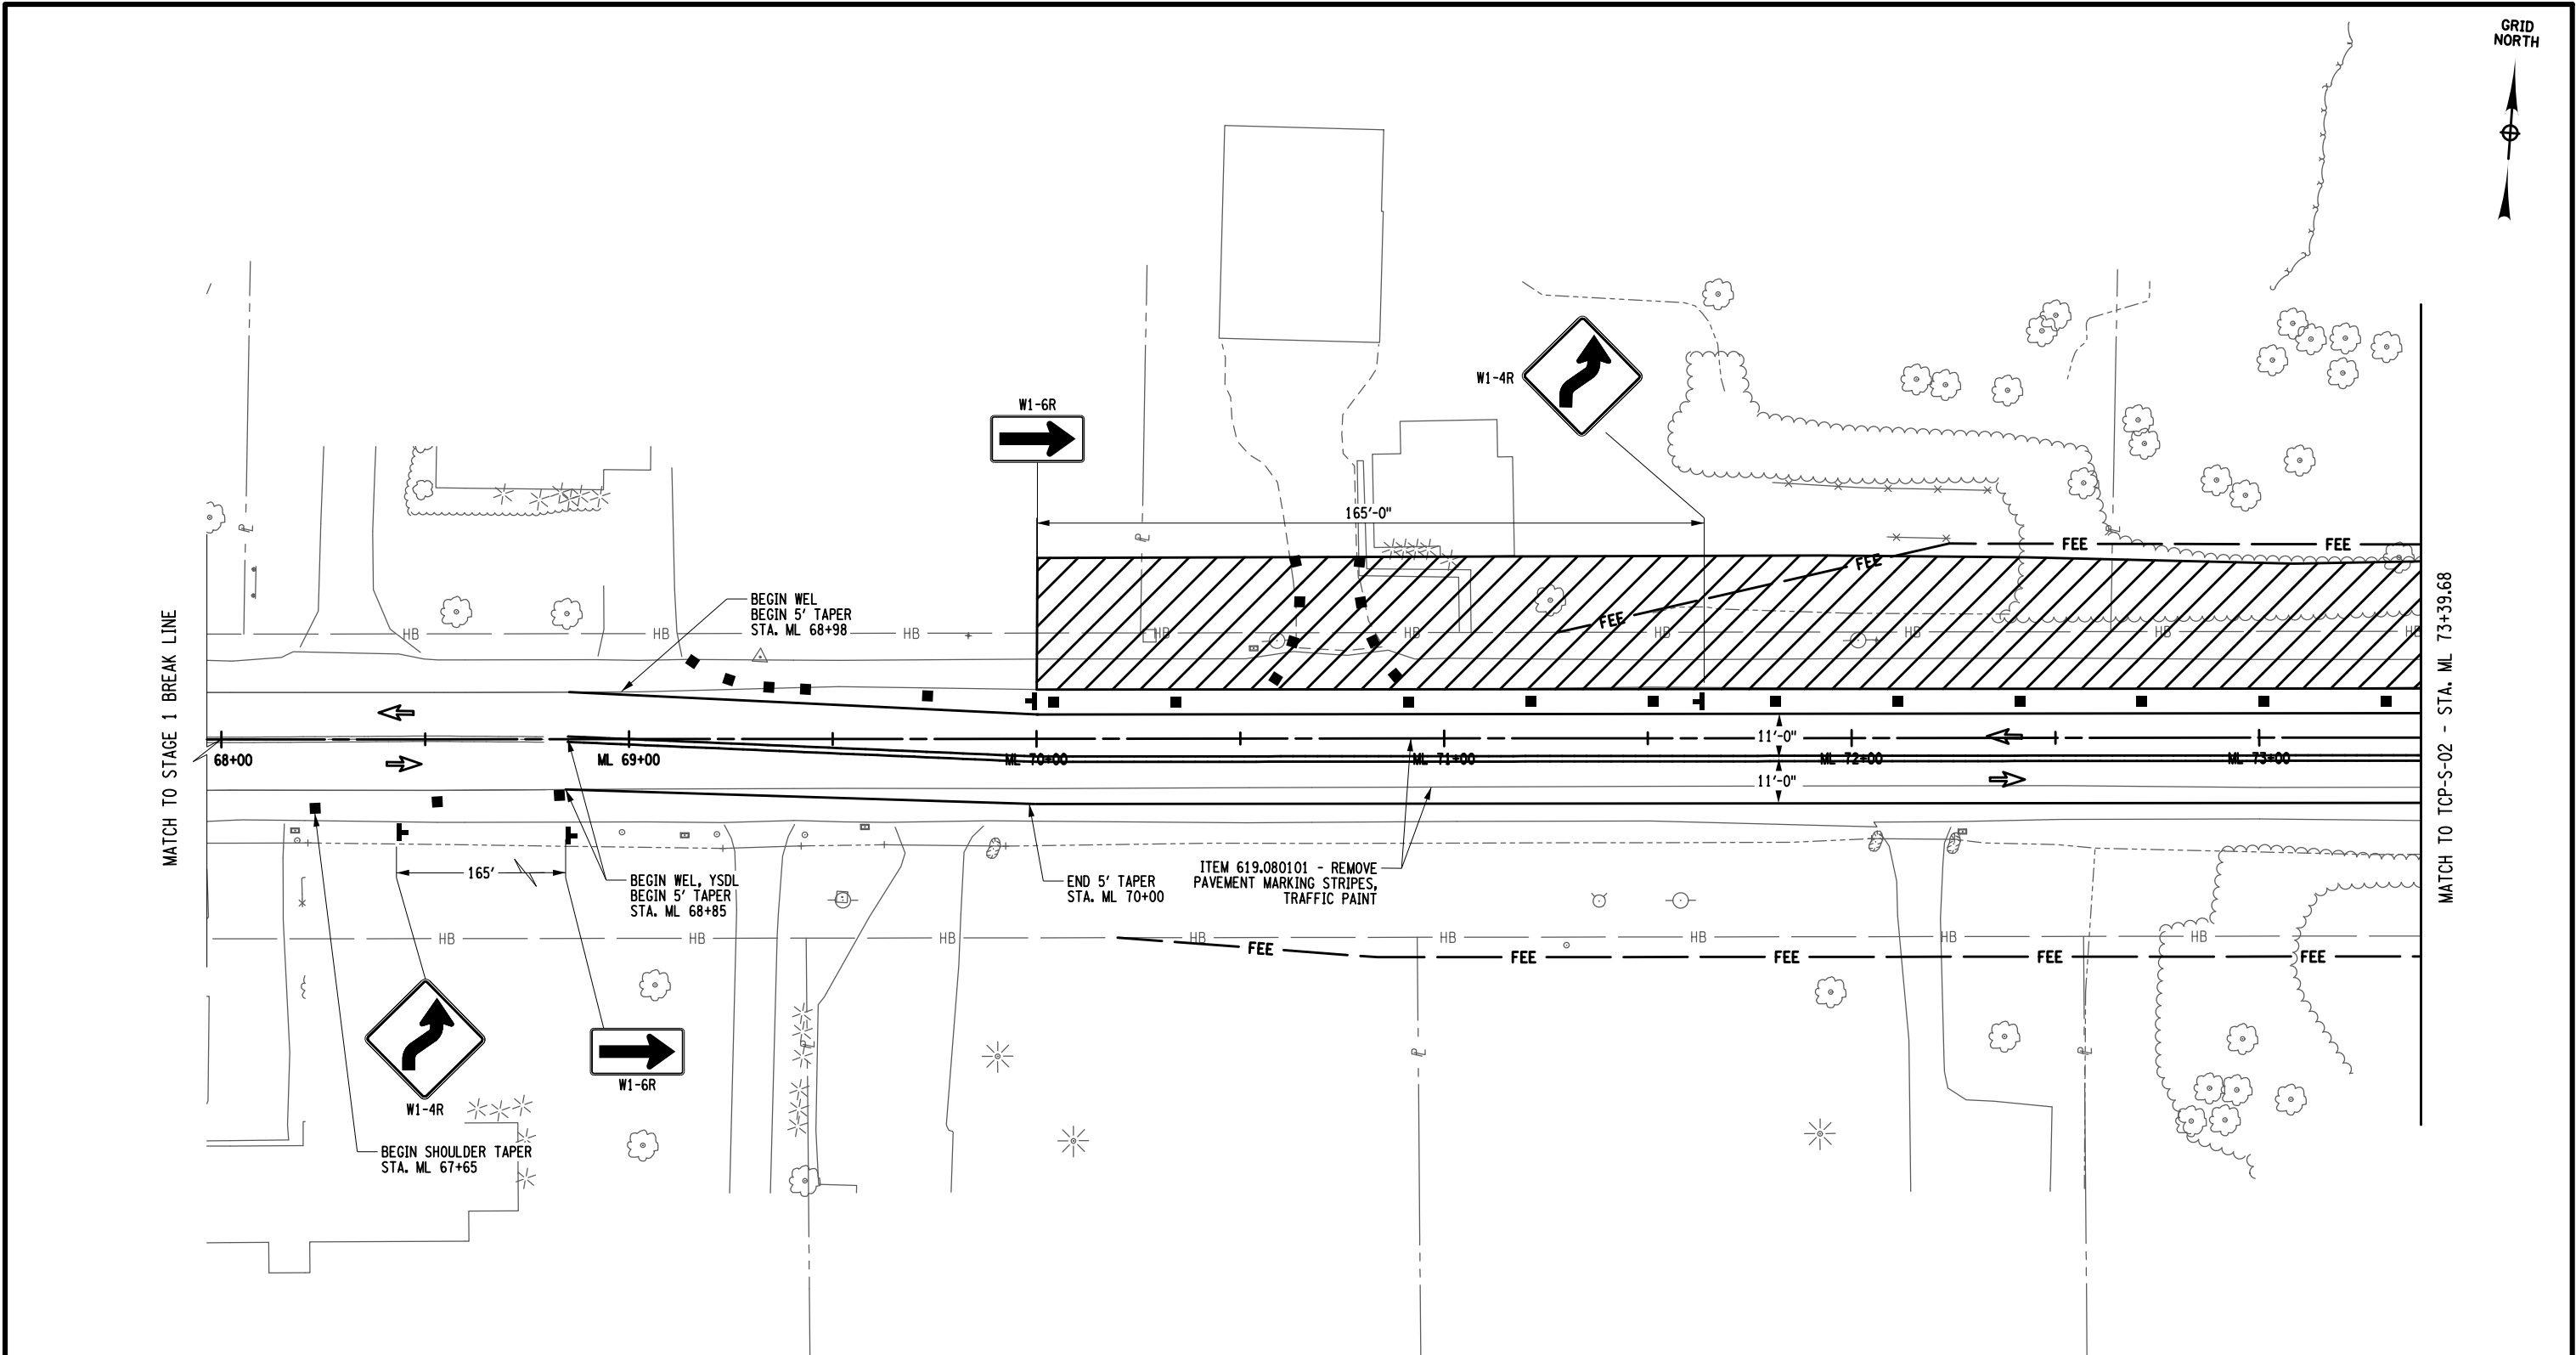 GRID
NORTH
W1-4R
W1-6R
165'-0"
FEE
FEE
FEE
FEE
BEGIN WEL
BEGIN 5' TAPER
STA. ML 68+98
HB
HB
HB
HB
HB
HB
HB
HB
HB
MATCH TO STAGE 1 BREAK LINE
MATCH TO TCP-S-02 - STA. ML 73+39.68
11'-0"
68+00
ML 69+00
ML 70+00
ML 71+00
ML 72+00
ML 73+00
11'-0"
165'
BEGIN WEL, YSDL
BEGIN 5' TAPER
STA. ML 68+85
END 5' TAPER
STA. ML 70+00
ITEM 619.080101 - REMOVE
PAVEMENT MARKING STRIPES,
TRAFFIC PAINT
HB
HB
HB
HB
HB
HB
HB
HB
FEE
FEE
FEE
FEE
FEE
W1-4R
W1-6R
BEGIN SHOULDER TAPER
STA. ML 67+65